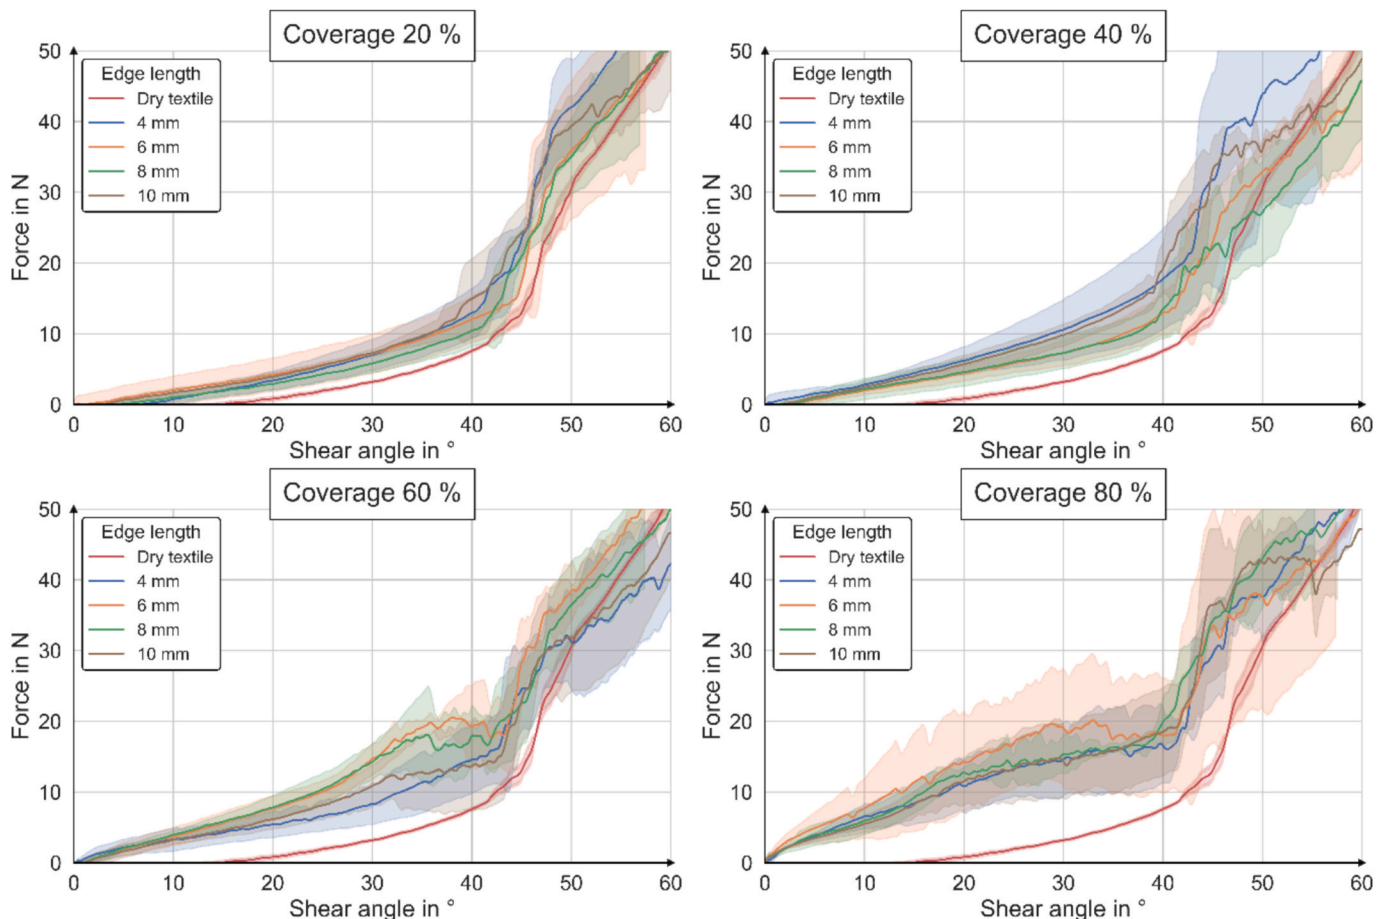 Coverage 20 %
50
40
30
20
10
0
Force in N
Edge length
Dry textile
4 mm
6 mm
8 mm
10 mm
0 10 20 30 40 50 60
Shear angle in °
Coverage 40 %
50
40
30
20
10
0
Force in N
Edge length
Dry textile
4 mm
6 mm
8 mm
10 mm
0 10 20 30 40 50 60
Shear angle in °
Coverage 60 %
50
40
30
20
10
0
Force in N
Edge length
Dry textile
4 mm
6 mm
8 mm
10 mm
0 10 20 30 40 50 60
Shear angle in °
Coverage 80 %
50
40
30
20
10
0
Force in N
Edge length
Dry textile
4 mm
6 mm
8 mm
10 mm
0 10 20 30 40 50 60
Shear angle in °